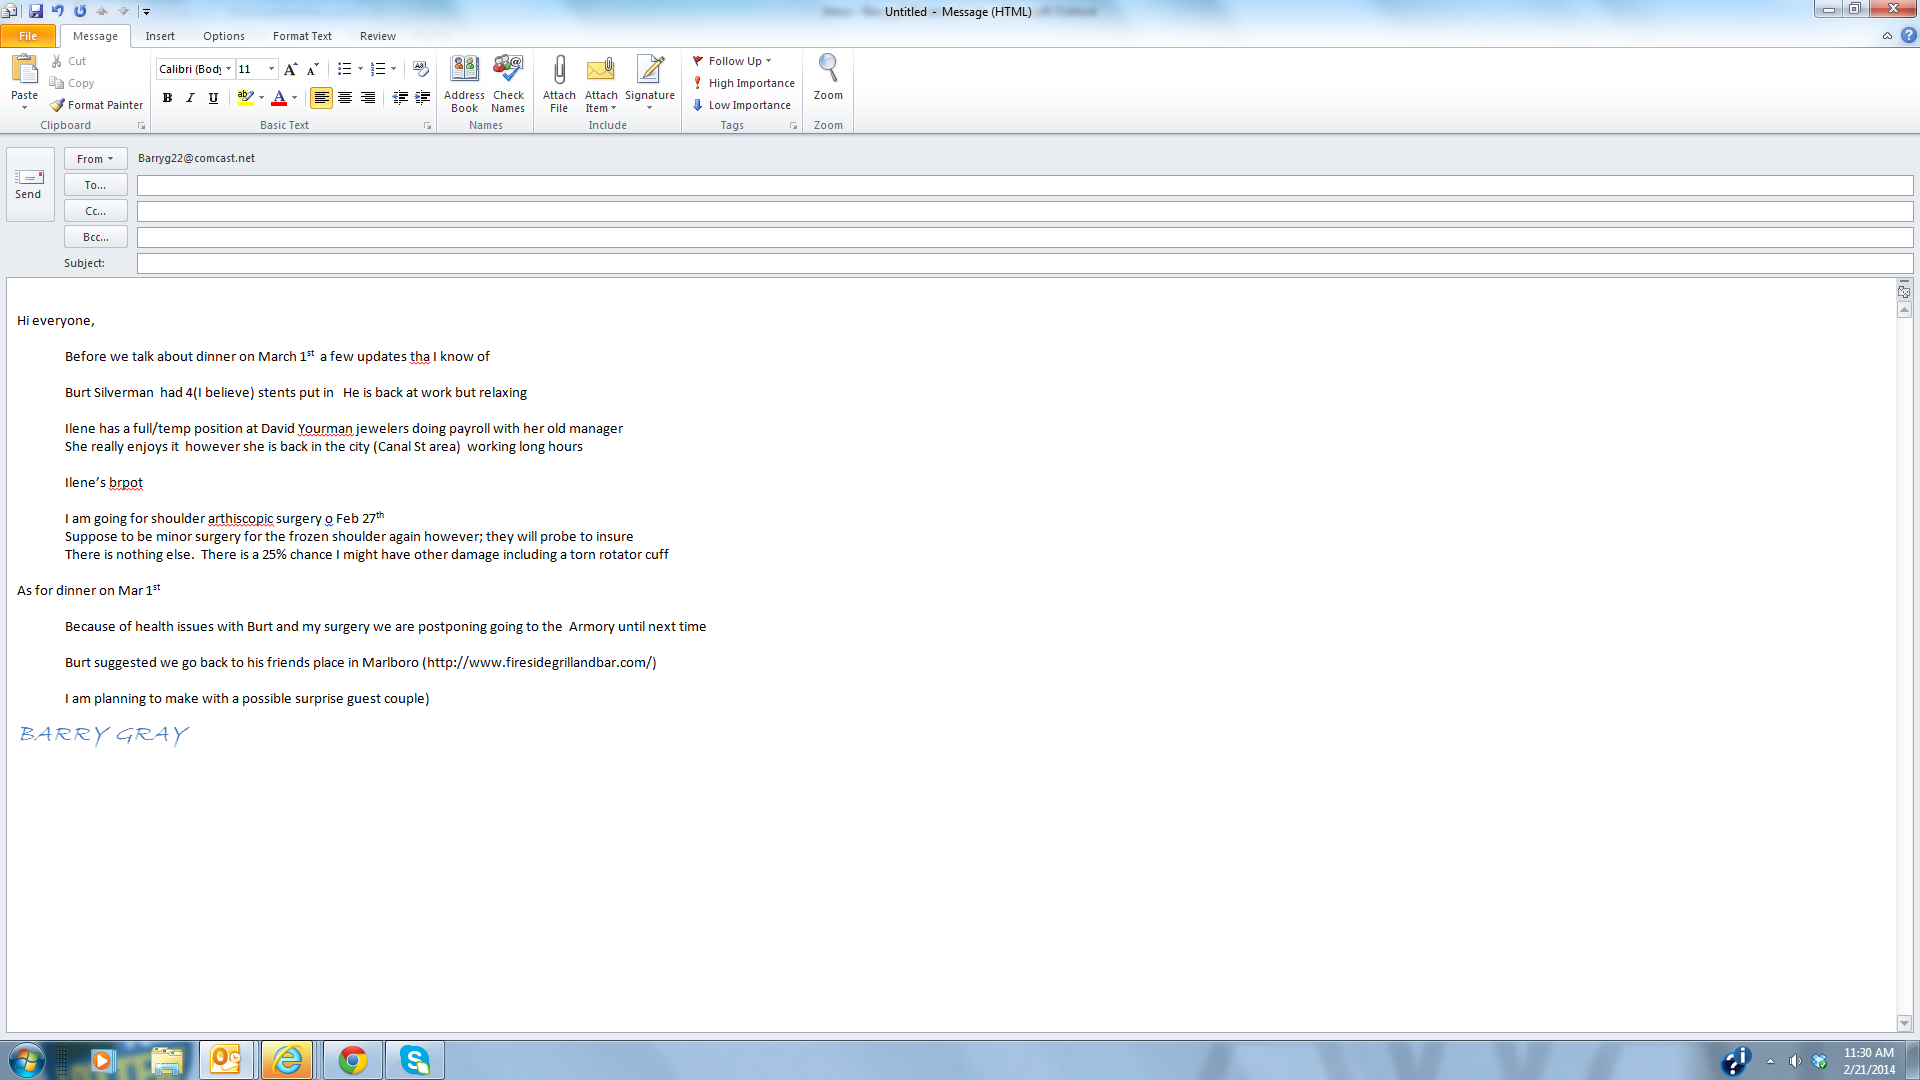 Untitled - Message (HTML)
File Message Insert Options Format Text Review
Paste
Cut
Copy
Format Painter
Clipboard
Calibri (Body 11
B I U
Basic Text
Address Book
Check Names
Names
Attach File
Attach Item
Signature
Include
Follow Up
High Importance
Low Importance
Tags
Zoom
Zoom
Send
From Barryg22@comcast.net
To...
Cc...
Bcc...
Subject:
Hi everyone,
Before we talk about dinner on March 1st a few updates tha I know of
Burt Silverman had 4(I believe) stents put in He is back at work but relaxing
Ilene has a full/temp position at David Yourman jewelers doing payroll with her old manager
She really enjoys it however she is back in the city (Canal St area) working long hours
Ilene’s brpot
I am going for shoulder arthiscopic surgery o Feb 27th
Suppose to be minor surgery for the frozen shoulder again however; they will probe to insure
There is nothing else. There is a 25% chance I might have other damage including a torn rotator cuff
As for dinner on Mar 1st
Because of health issues with Burt and my surgery we are postponing going to the Armory until next time
Burt suggested we go back to his friends place in Marlboro (http://www.firesidegrillandbar.com/)
I am planning to make with a possible surprise guest couple)
BARRY GRAY
11:30 AM
2/21/2014